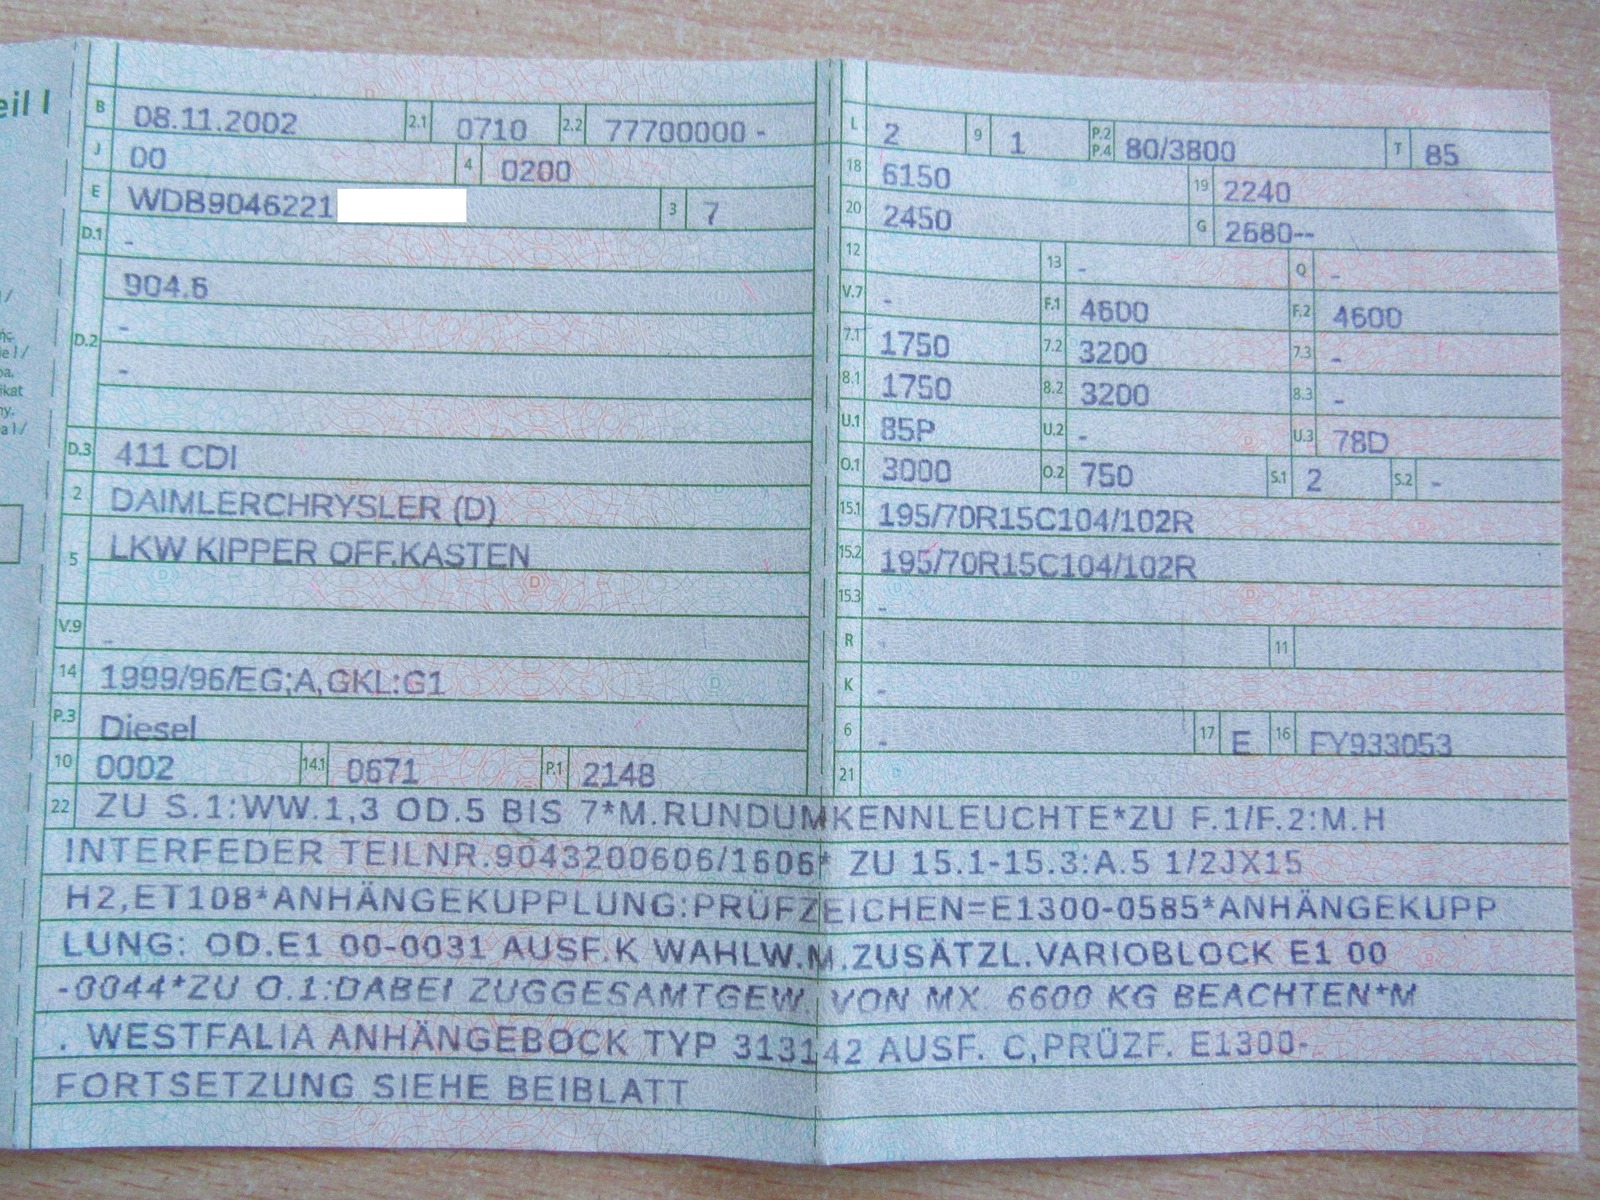 eil I
B 08.11.2002 2.1 0710 2.2 77700000 -
J 00 4 0200
E WDB9046221 3 7
D.1 -
D.2 904.6
-
-
D.3 411 CDI
2 DAIMLERCHRYSLER (D)
5 LKW KIPPER OFF.KASTEN
V.9 -
14 1999/96/EG;A,GKL:G1
P.3 Diesel
10 0002 14.1 0671 P.1 2148
L 2 9 1 P.2 P.4 80/3800 T 85
18 6150 19 2240
20 2450 G 2680--
12 13 - Q -
V.7 - F.1 4600 F.2 4600
7.1 1750 7.2 3200 7.3 -
8.1 1750 8.2 3200 8.3 -
U.1 85P U.2 - U.3 78D
O.1 3000 O.2 750 S.1 2 S.2 -
15.1 195/70R15C104/102R
15.2 195/70R15C104/102R
15.3 -
R - 11
K -
6 - 17 E 16 FY933053
21
22 ZU S.1:WW.1,3 OD.5 BIS 7*M.RUNDUMKENNLEUCHTE*ZU F.1/F.2:M.H
INTERFEDER TEILNR.9043200606/1606* ZU 15.1-15.3:A.5 1/2JX15
H2,ET108*ANHÄNGEKUPPLUNG:PRÜFZEICHEN=E1300-0585*ANHÄNGEKUPP
LUNG: OD.E1 00-0031 AUSF.K WAHLW.M.ZUSÄTZL.VARIOBLOCK E1 00
-0044*ZU O.1:DABEI ZUGGESAMTGEW. VON MX. 6600 KG BEACHTEN*M
. WESTFALIA ANHÄNGEBOCK TYP 313142 AUSF. C,PRÜZF. E1300-
FORTSETZUNG SIEHE BEIBLATT